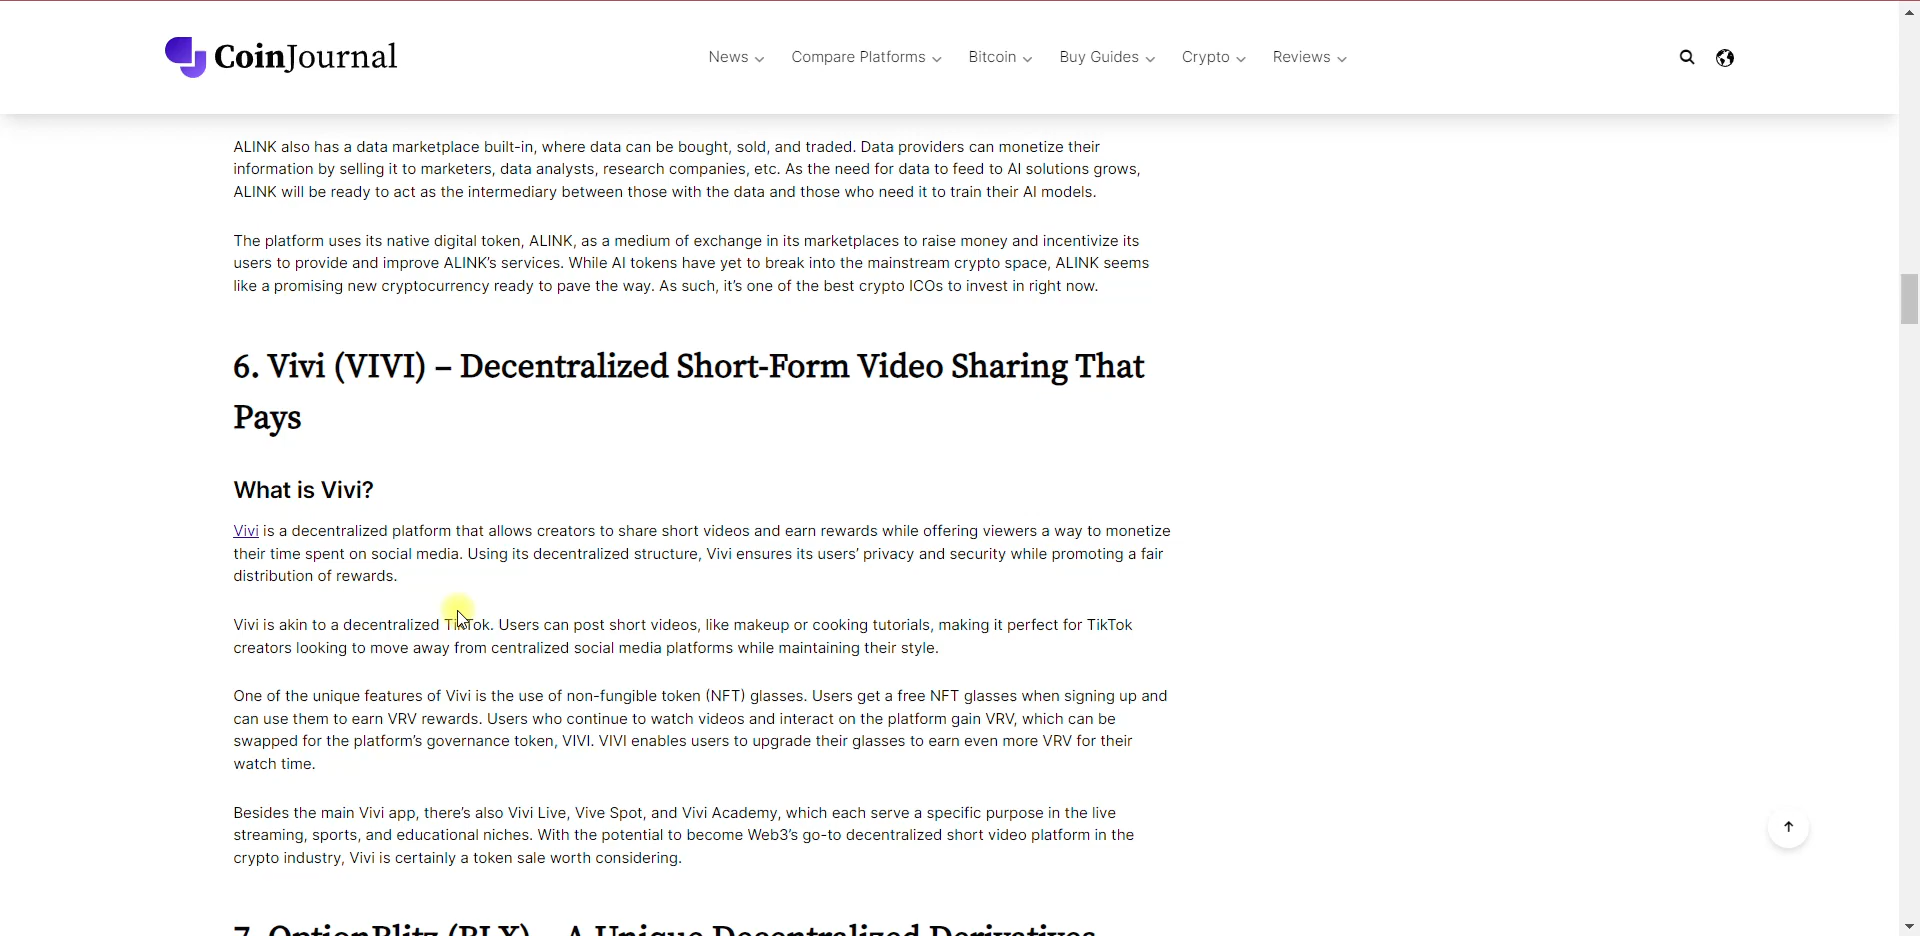 CoinJournal
News Compare Platforms Bitcoin Buy Guides Crypto Reviews
ALINK also has a data marketplace built-in, where data can be bought, sold, and traded. Data providers can monetize their
information by selling it to marketers, data analysts, research companies, etc. As the need for data to feed to AI solutions grows,
ALINK will be ready to act as the intermediary between those with the data and those who need it to train their AI models.
The platform uses its native digital token, ALINK, as a medium of exchange in its marketplaces to raise money and incentivize its
users to provide and improve ALINK's services. While AI tokens have yet to break into the mainstream crypto space, ALINK seems
like a promising new cryptocurrency ready to pave the way. As such, it's one of the best crypto ICOs to invest in right now.
6. Vivi (VIVI) – Decentralized Short-Form Video Sharing That
Pays
What is Vivi?
Vivi is a decentralized platform that allows creators to share short videos and earn rewards while offering viewers a way to monetize
their time spent on social media. Using its decentralized structure, Vivi ensures its users' privacy and security while promoting a fair
distribution of rewards.
Vivi is akin to a decentralized TikTok. Users can post short videos, like makeup or cooking tutorials, making it perfect for TikTok
creators looking to move away from centralized social media platforms while maintaining their style.
One of the unique features of Vivi is the use of non-fungible token (NFT) glasses. Users get a free NFT glasses when signing up and
can use them to earn VRV rewards. Users who continue to watch videos and interact on the platform gain VRV, which can be
swapped for the platform's governance token, VIVI. VIVI enables users to upgrade their glasses to earn even more VRV for their
watch time.
Besides the main Vivi app, there's also Vivi Live, Vive Spot, and Vivi Academy, which each serve a specific purpose in the live
streaming, sports, and educational niches. With the potential to become Web3's go-to decentralized short video platform in the
crypto industry, Vivi is certainly a token sale worth considering.
7. OptionBlitz (BLX) – A Unique Decentralized Derivatives